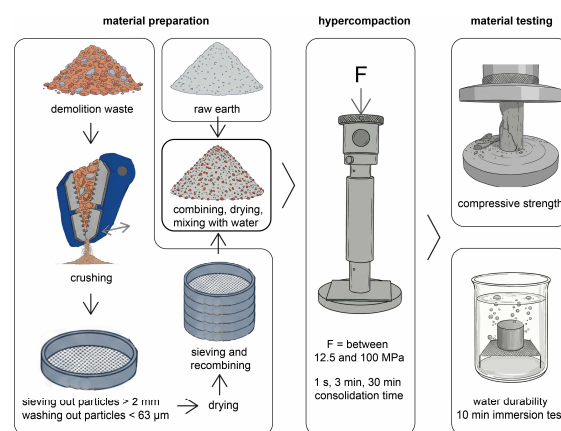 material preparation
hypercompaction
material testing
demolition waste
raw earth
combining, drying,
mixing with water
crushing
sieving out particles > 2 mm
washing out particles < 63 µm
drying
sieving and
recombining
F
F = between
12.5 and 100 MPa
1 s, 3 min, 30 min
consolidation time
compressive strength
water durability
10 min immersion tes